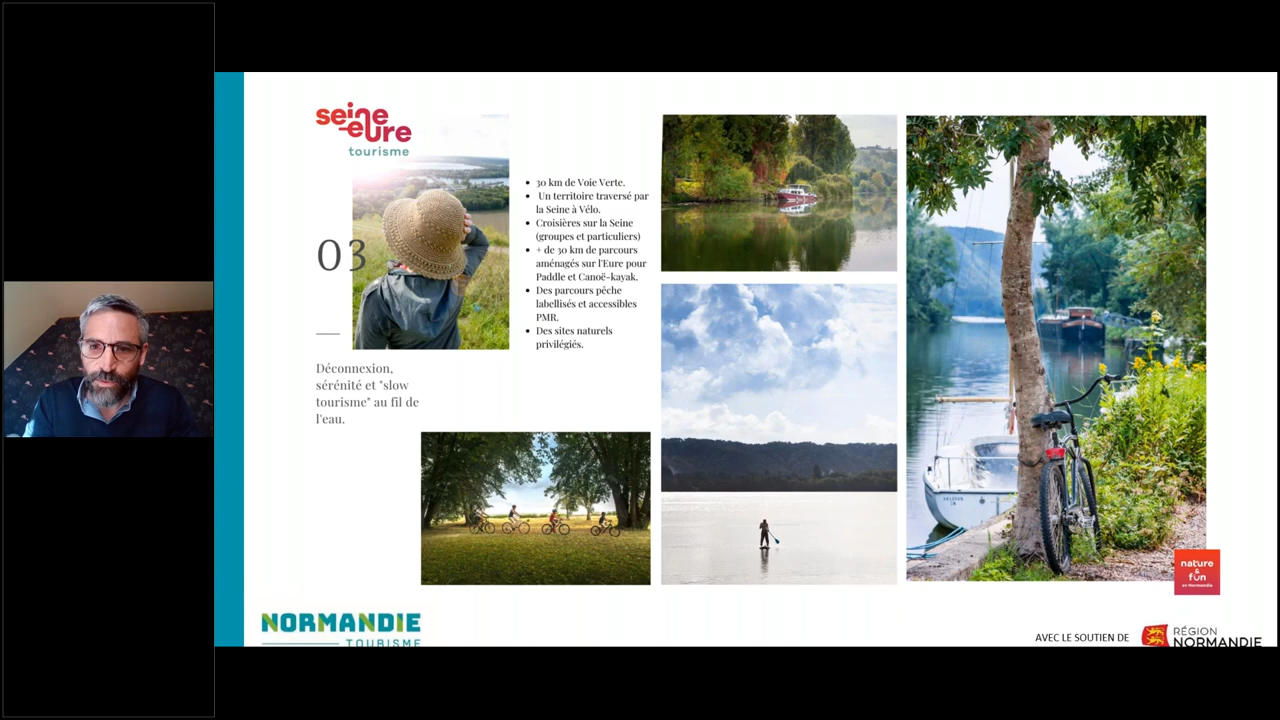 seine
-eure
tourisme
03
Déconnexion,
sérénité et "slow
tourisme" au fil de
l'eau.
• 30 km de Voie Verte.
• Un territoire traversé par
la Seine à Vélo.
• Croisières sur la Seine
(groupes et particuliers)
• + de 30 km de parcours
aménagés sur l'Eure pour
Paddle et Canoë-kayak.
• Des parcours pêche
labellisés et accessibles
PMR.
• Des sites naturels
privilégiés.
nature
&
fun
en Normandie
NORMANDIE
TOURISME
AVEC LE SOUTIEN DE
RÉGION
NORMANDIE